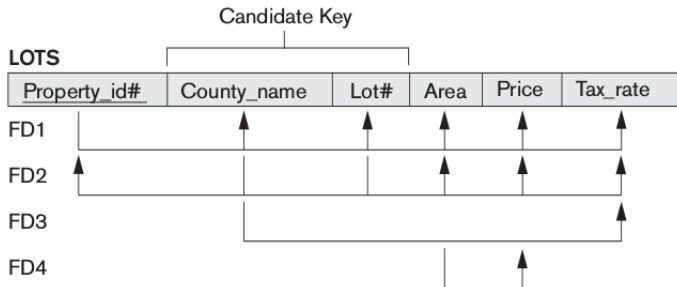 Candidate Key
LOTS
Property_id# County_name Lot# Area Price Tax_rate
FD1
FD2
FD3
FD4